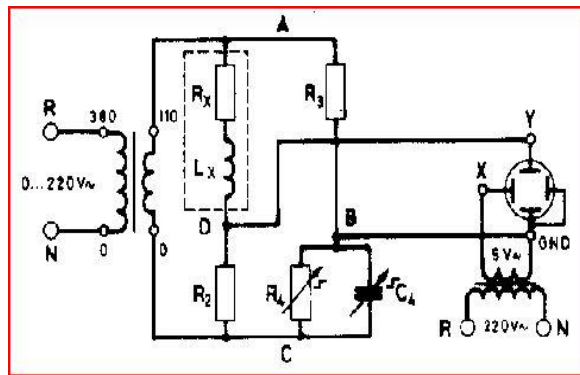 A
R
380
110
Rx
R3
Y
X
0...220V~
Lx
D
B
GND
N
0
0
R2
R4
C4
5V~
R
220V~
N
C